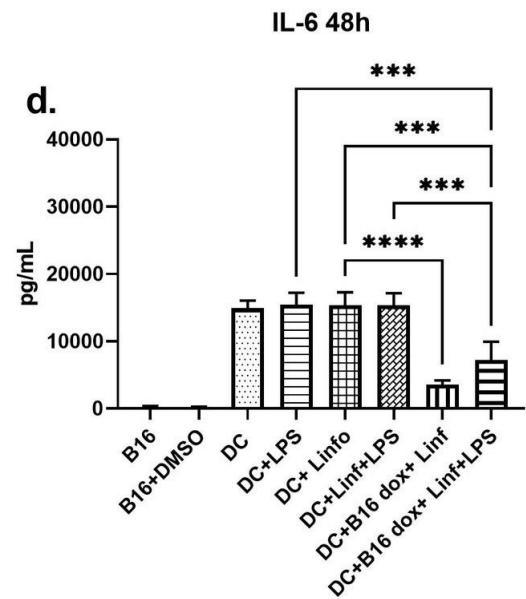 IL-6 48h
d.
***
***
***
****
40000
30000
20000
10000
0
pg/mL
B16
B16+DMSO
DC
DC+LPS
DC+ Linfo
DC+Linf+LPS
DC+B16 dox+ Linf
DC+B16 dox+ Linf+LPS